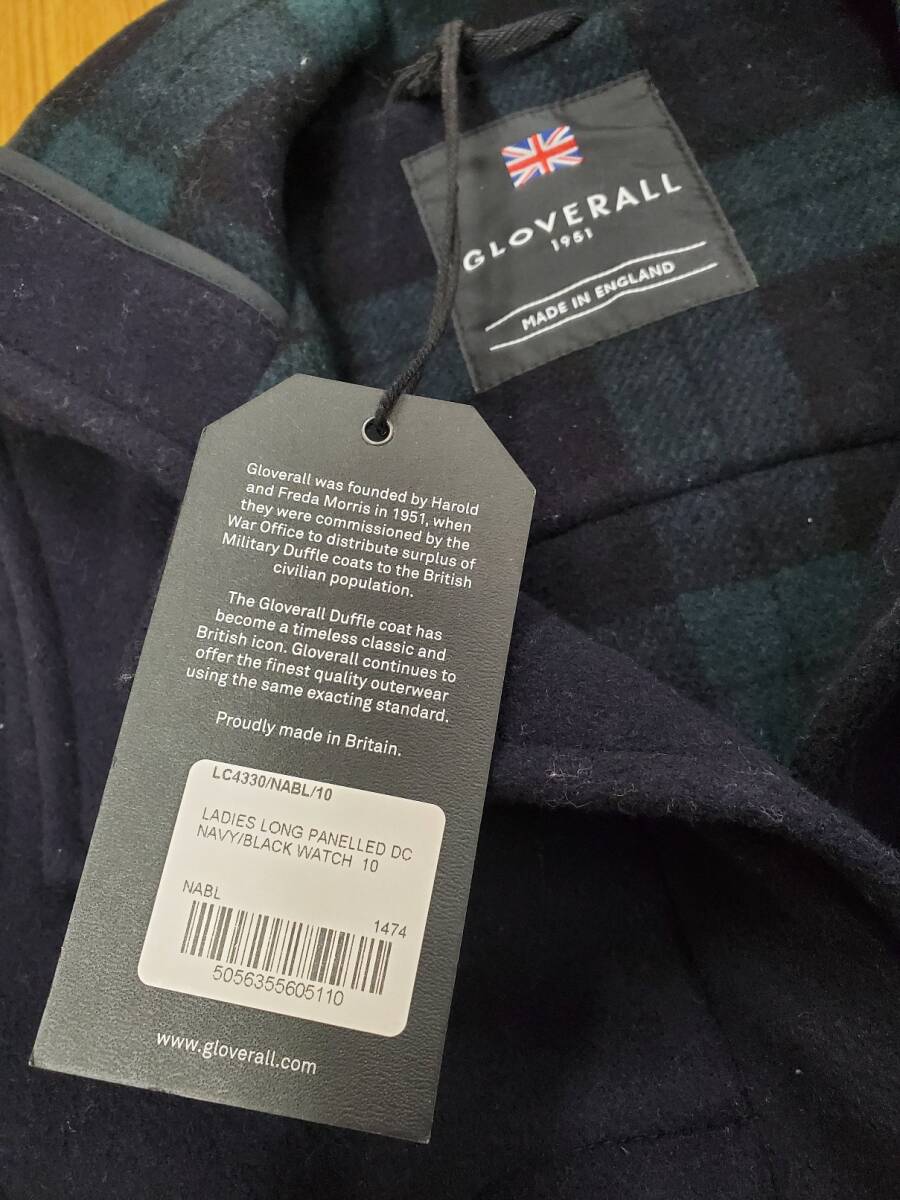 GLOVERALL
1951
MADE IN ENGLAND
Gloverall was founded by Harold
and Freda Morris in 1951, when
they were commissioned by the
War Office to distribute surplus of
Military Duffle coats to the British
civilian population.
The Gloverall Duffle coat has
become a timeless classic and
British icon. Gloverall continues to
offer the finest quality outerwear
using the same exacting standard.
Proudly made in Britain.
LC4330/NABL/10
LADIES LONG PANELLED DC
NAVY/BLACK WATCH 10
NABL
1474
5056355605110
www.gloverall.com